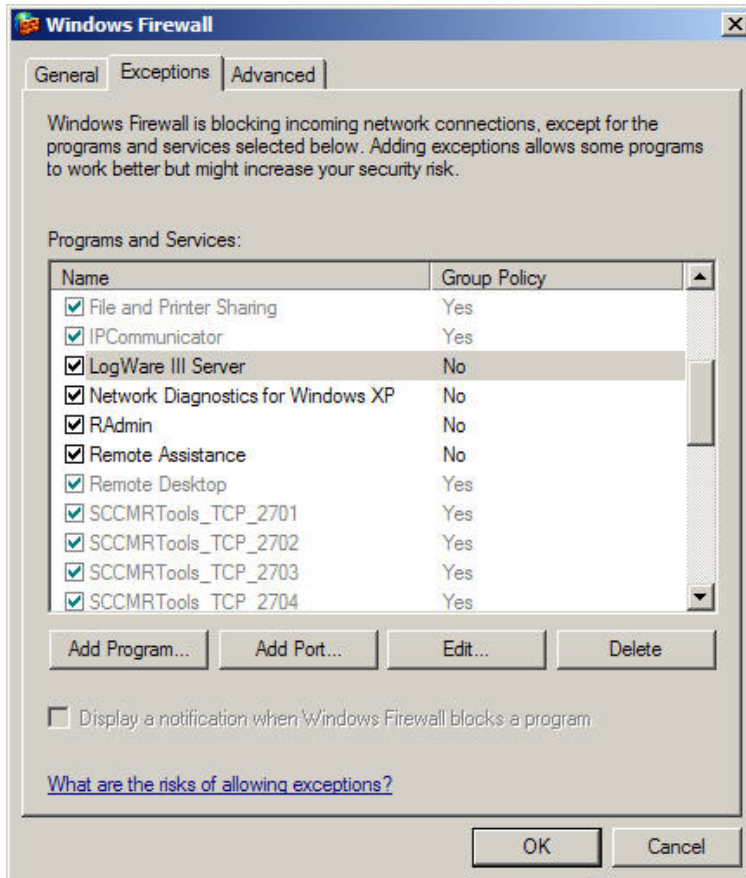 Windows Firewall
General Exceptions Advanced
Windows Firewall is blocking incoming network connections, except for the
programs and services selected below. Adding exceptions allows some programs
to work better but might increase your security risk.
Programs and Services:
Name Group Policy
File and Printer Sharing Yes
IPCommunicator Yes
LogWare III Server No
Network Diagnostics for Windows XP No
RAdmin No
Remote Assistance No
Remote Desktop Yes
SCCMRTools_TCP_2701 Yes
SCCMRTools_TCP_2702 Yes
SCCMRTools_TCP_2703 Yes
SCCMRTools_TCP_2704 Yes
Add Program... Add Port... Edit... Delete
Display a notification when Windows Firewall blocks a program
What are the risks of allowing exceptions?
OK Cancel